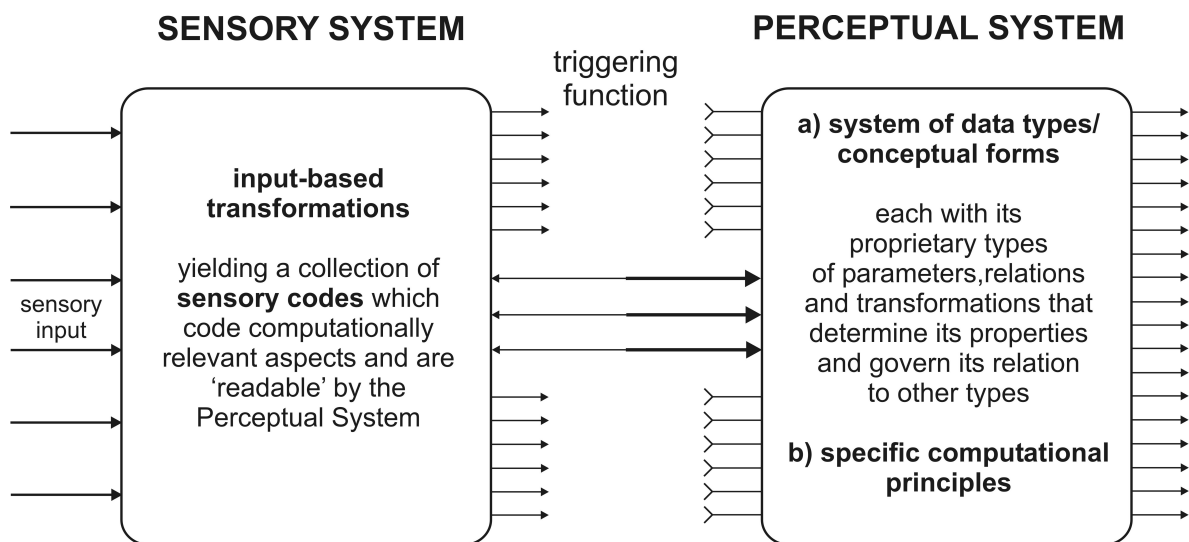 SENSORY SYSTEM
PERCEPTUAL SYSTEM
triggering
function
sensory
input
input-based
transformations
yielding a collection of
sensory codes which
code computationally
relevant aspects and are
‘readable’ by the
Perceptual System
a) system of data types/
conceptual forms
each with its
proprietary types
of parameters,relations
and transformations that
determine its properties
and govern its relation
to other types
b) specific computational
principles